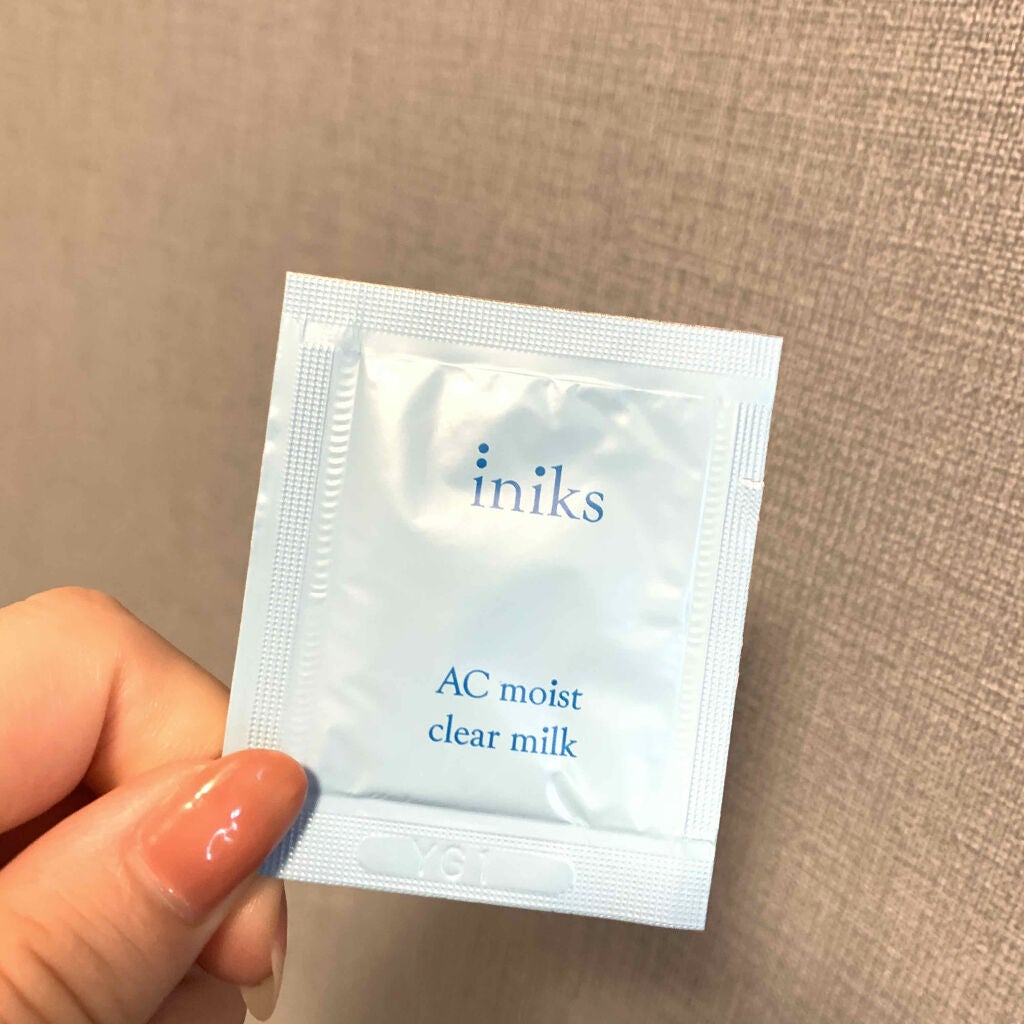 iniks
AC moist
clear milk
YG1